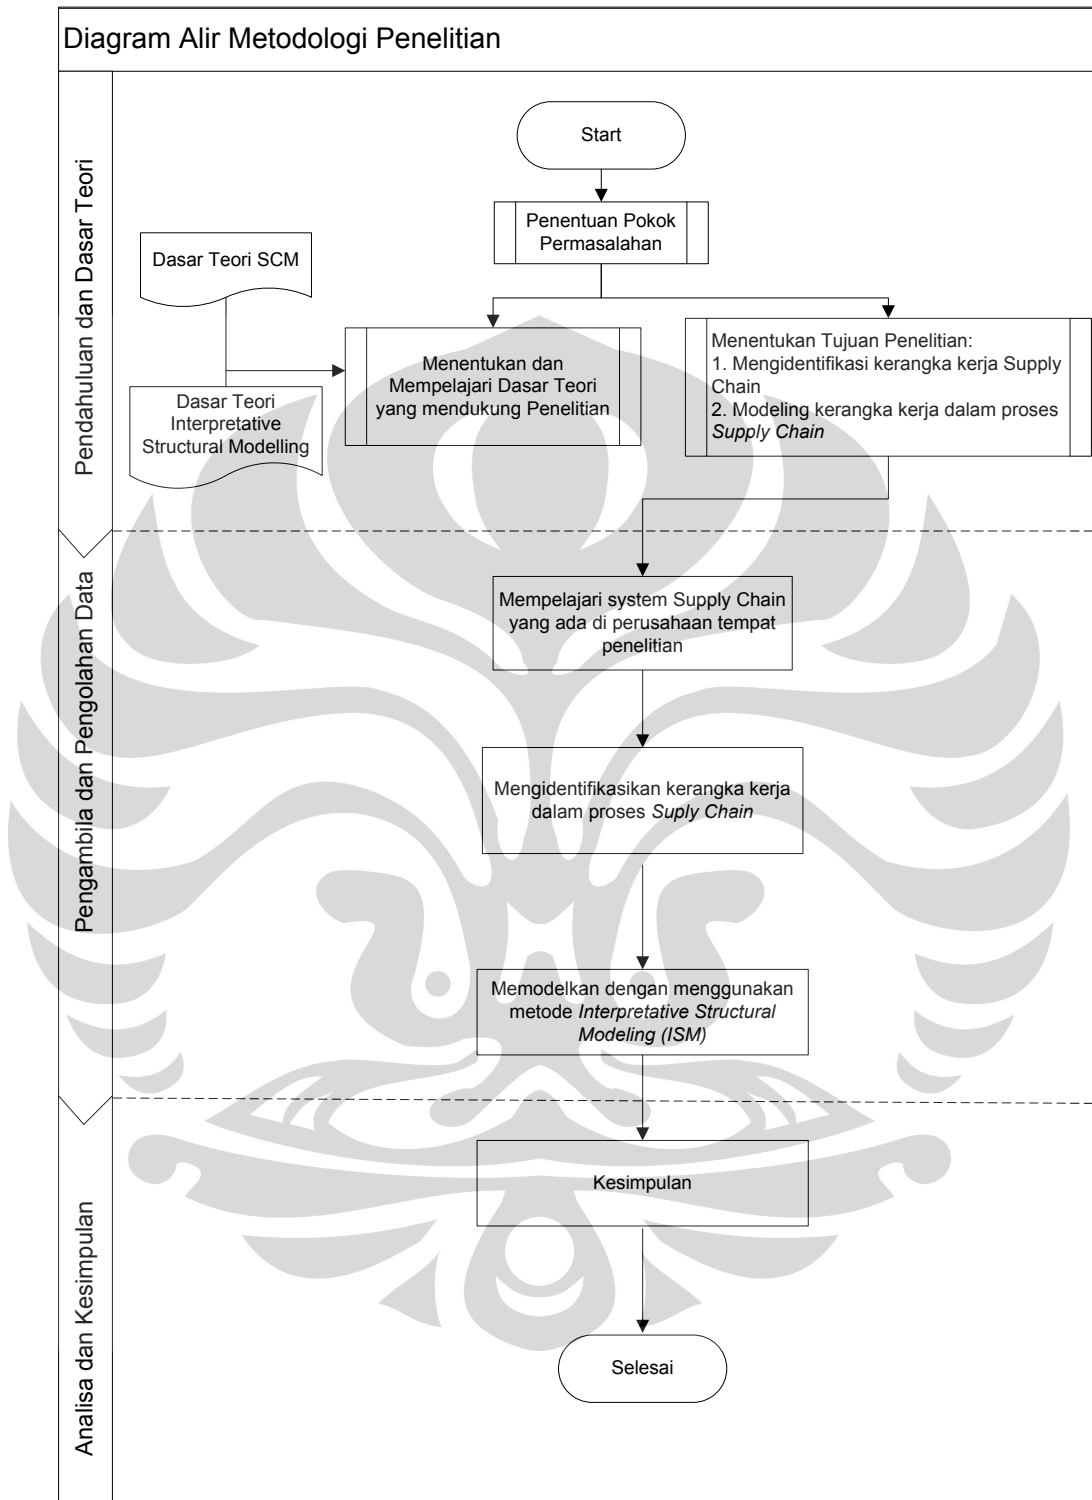 Diagram Alir Metodologi Penelitian
Pendahuluan dan Dasar Teori
Start
Penentuan Pokok
Permasalahan
Dasar Teori SCM
Dasar Teori
Interpretative
Structural Modelling
Menentukan dan
Mempelajari Dasar Teori
yang mendukung Penelitian
Menentukan Tujuan Penelitian:
1. Mengidentifikasi kerangka kerja Supply
Chain
2. Modeling kerangka kerja dalam proses
Supply Chain
Pengambila dan Pengolahan Data
Mempelajari system Supply Chain
yang ada di perusahaan tempat
penelitian
Mengidentifikasikan kerangka kerja
dalam proses Suply Chain
Memodelkan dengan menggunakan
metode Interpretative Structural
Modeling (ISM)
Analisa dan Kesimpulan
Kesimpulan
Selesai